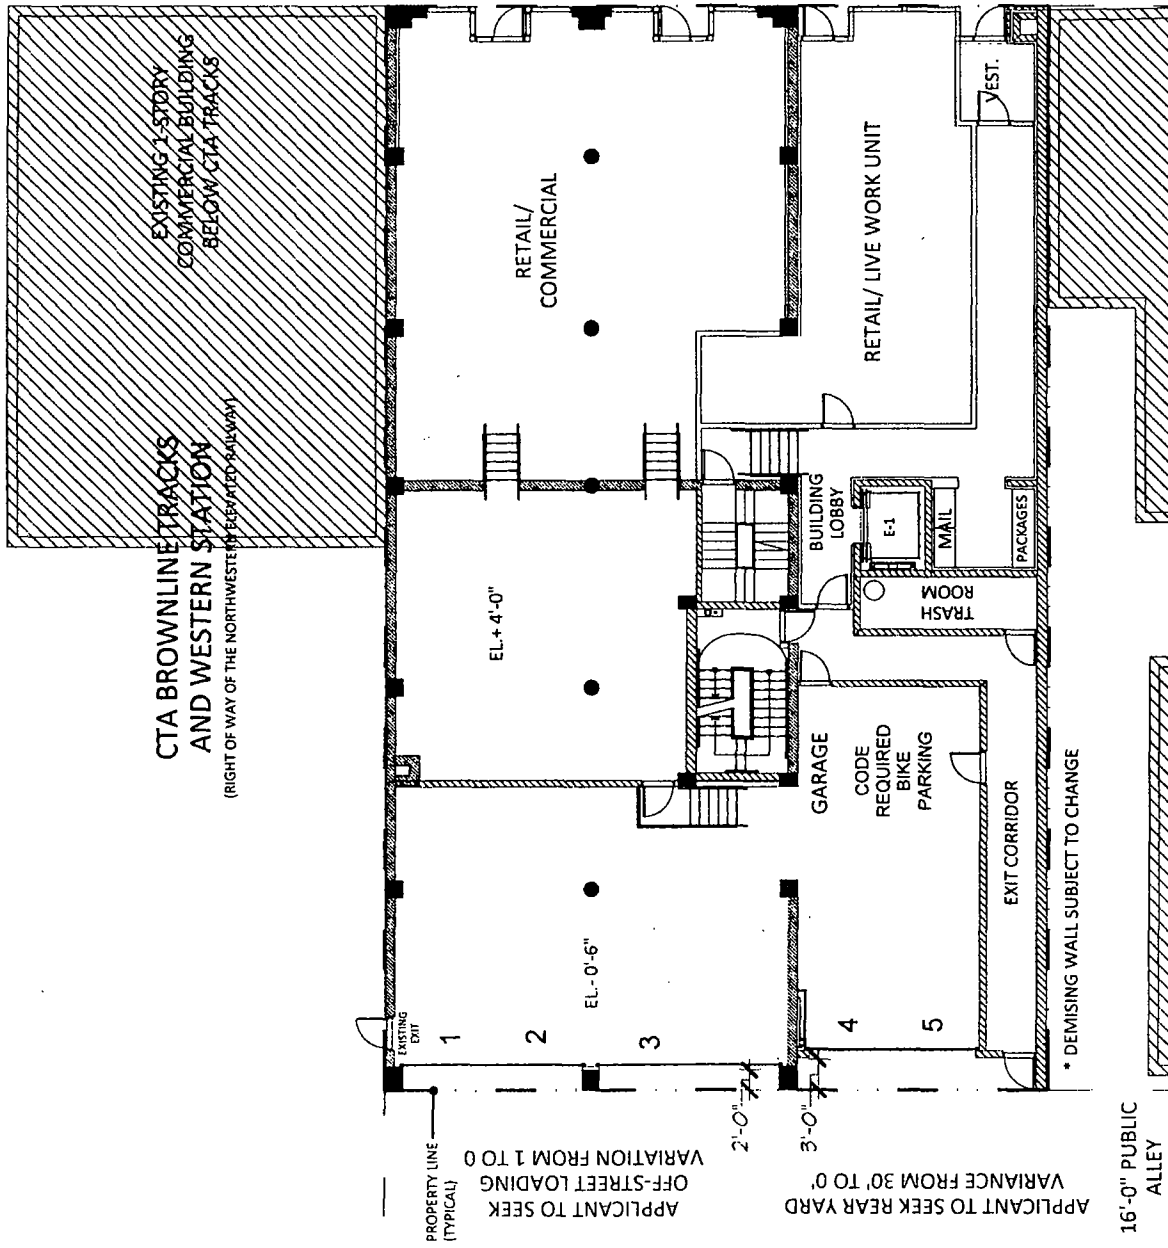 CTA BROWNLINE TRACKS
AND WESTERN STATION
(RIGHT OF WAY OF THE NORTHWESTERN ELEVATED RAILWAY)
EXISTING 1-STORY
COMMERCIAL BUILDING
BELOW CTA TRACKS
RETAIL/
COMMERCIAL
RETAIL/ LIVE WORK UNIT
VEST.
EL.+ 4'-0"
BUILDING
LOBBY
E-1
MAIL
PACKAGES
TRASH
ROOM
GARAGE
CODE
REQUIRED
BIKE
PARKING
EXIT CORRIDOR
EL.- 0'-6"
EXISTING
EXIT
1
2
3
4
5
* DEMISING WALL SUBJECT TO CHANGE
PROPERTY LINE
(TYPICAL)
2'-0"
3'-0"
APPLICANT TO SEEK
OFF-STREET LOADING
VARIATION FROM 1 TO 0
APPLICANT TO SEEK REAR YARD
VARIANCE FROM 30' TO 0'
16'-0" PUBLIC
ALLEY